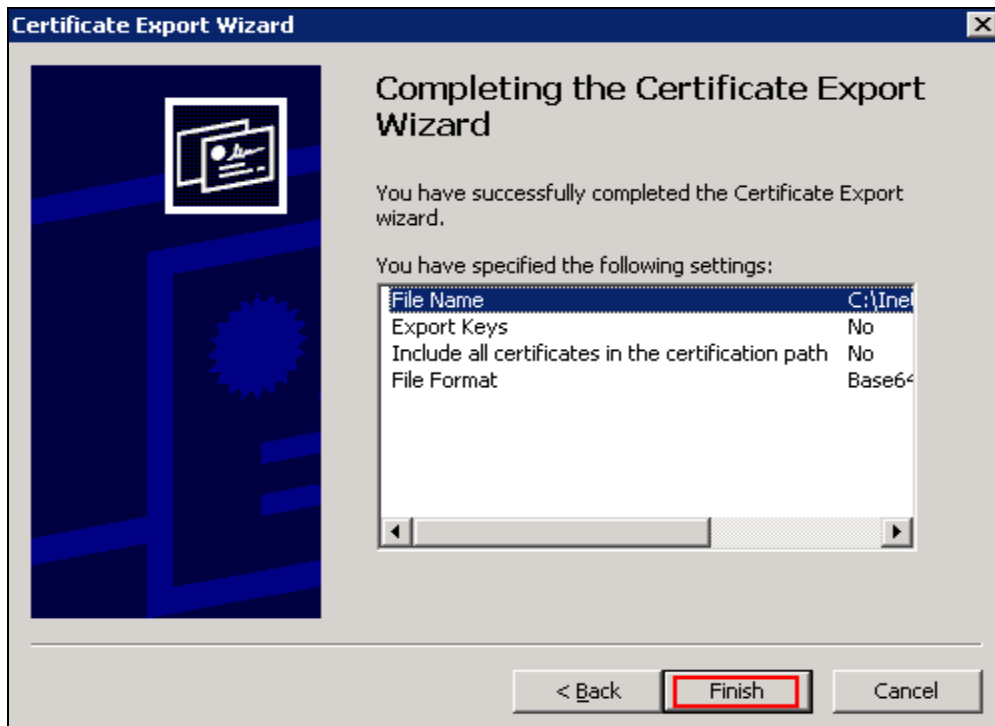 Certificate Export Wizard
Completing the Certificate Export
Wizard
You have successfully completed the Certificate Export
wizard.
You have specified the following settings:
File Name C:\Inet
Export Keys No
Include all certificates in the certification path No
File Format Base64
< Back Finish Cancel